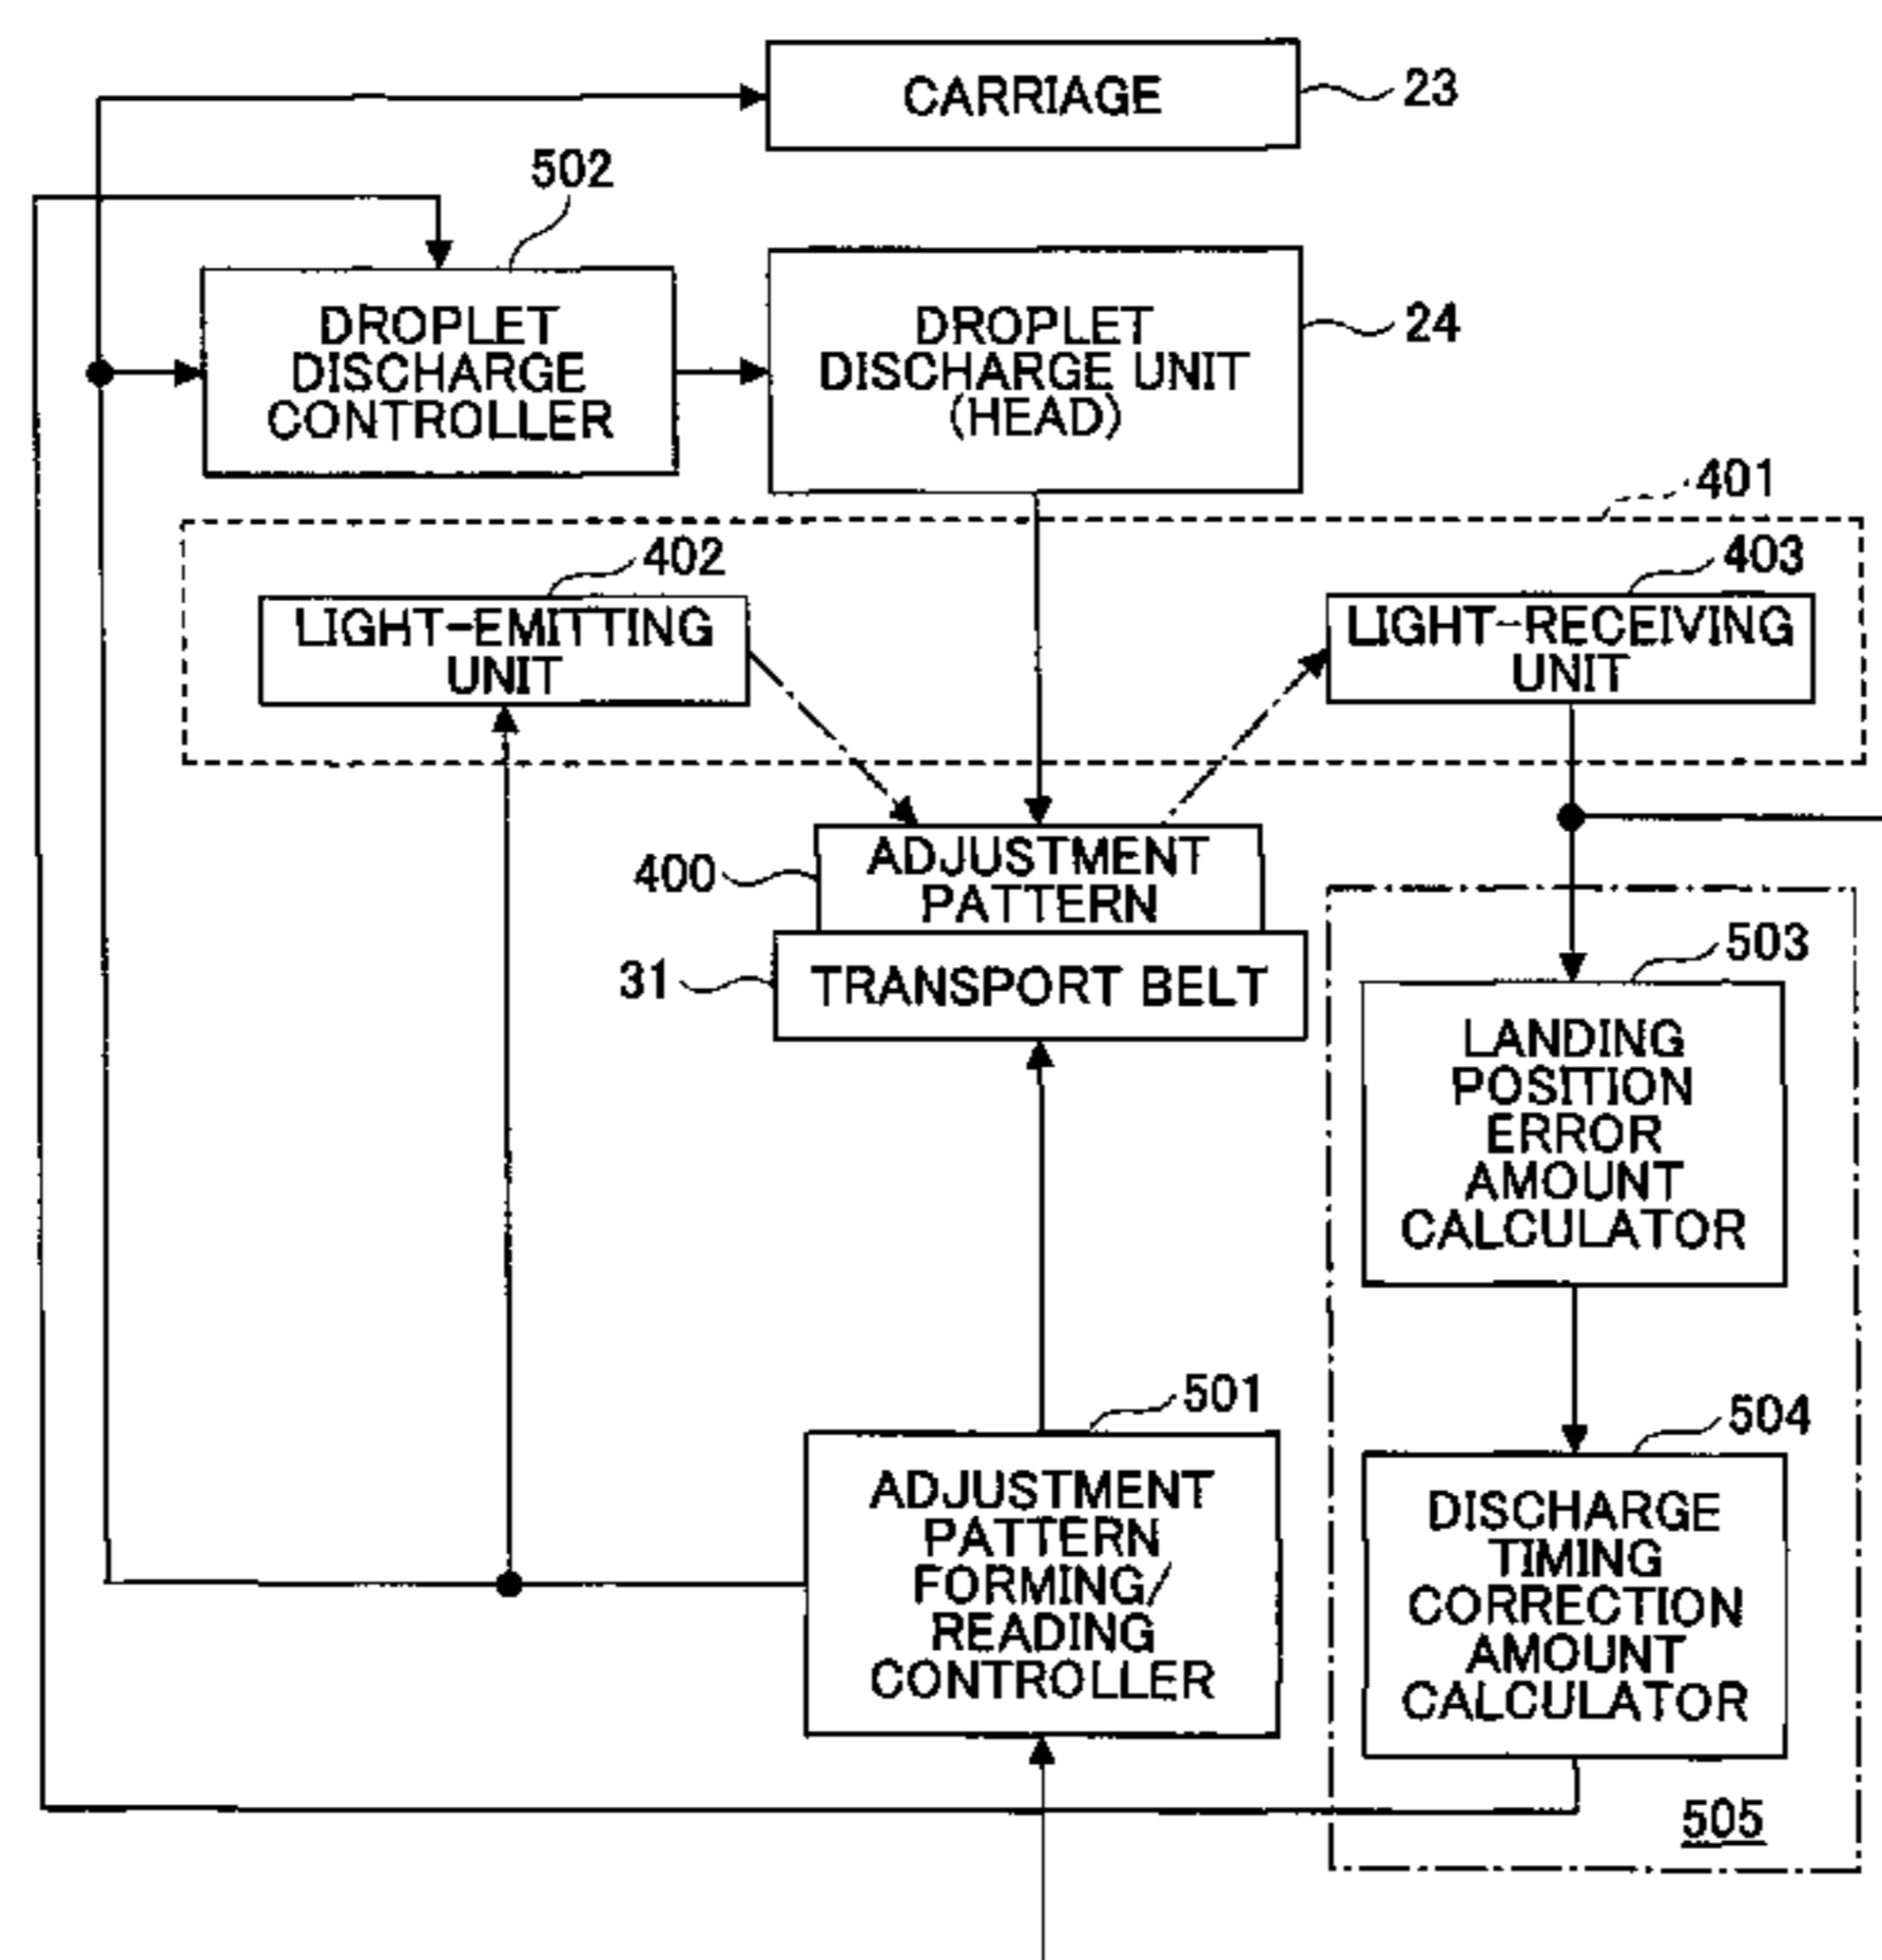 CARRIAGE
23
502
DROPLET
DISCHARGE
CONTROLLER
DROPLET
DISCHARGE UNIT
(HEAD)
24
401
402
LIGHT-EMITTING
UNIT
403
LIGHT-RECEIVING
UNIT
400
ADJUSTMENT
PATTERN
31
TRANSPORT BELT
503
LANDING
POSITION
ERROR
AMOUNT
CALCULATOR
501
ADJUSTMENT
PATTERN
FORMING/
READING
CONTROLLER
504
DISCHARGE
TIMING
CORRECTION
AMOUNT
CALCULATOR
505